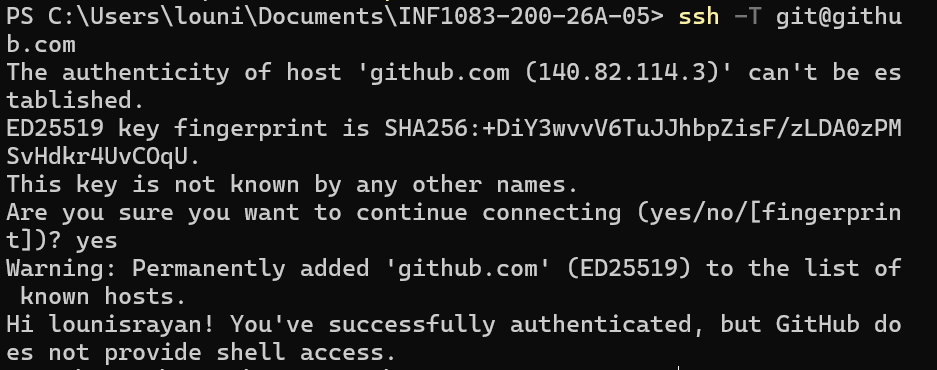 PS C:\Users\louni\Documents\INF1083-200-26A-05> ssh -T git@githu
b.com
The authenticity of host 'github.com (140.82.114.3)' can't be es
tablished.
ED25519 key fingerprint is SHA256:+DiY3wvvV6TuJJhbpZisF/zLDA0zPM
SvHdkr4UvCOqU.
This key is not known by any other names.
Are you sure you want to continue connecting (yes/no/[fingerprin
t])? yes
Warning: Permanently added 'github.com' (ED25519) to the list of
 known hosts.
Hi lounisrayan! You've successfully authenticated, but GitHub do
es not provide shell access.